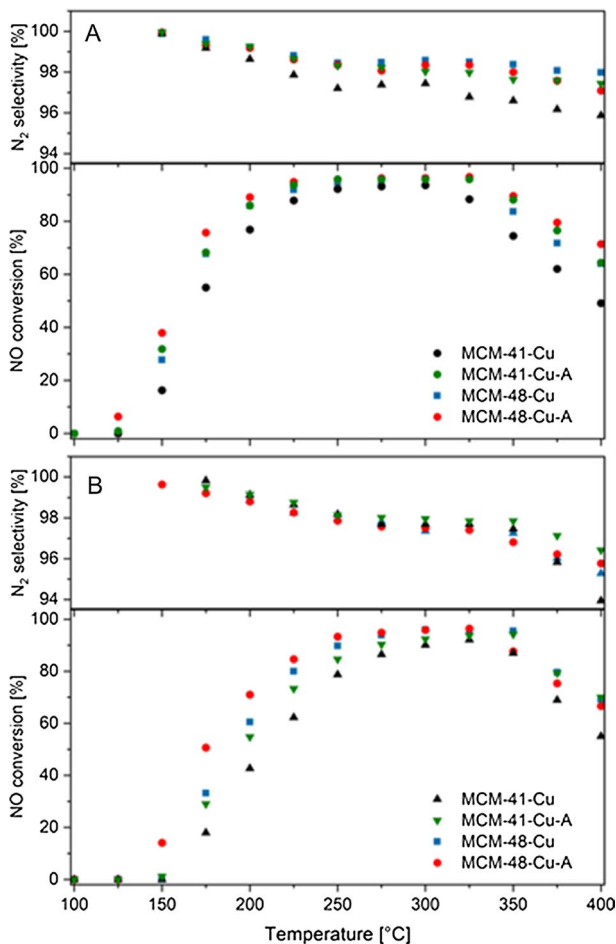 A
N₂ selectivity [%]
100
98
96
94
NO conversion [%]
100
80
60
40
20
0
MCM-41-Cu
MCM-41-Cu-A
MCM-48-Cu
MCM-48-Cu-A
B
N₂ selectivity [%]
100
98
96
94
NO conversion [%]
100
80
60
40
20
0
MCM-41-Cu
MCM-41-Cu-A
MCM-48-Cu
MCM-48-Cu-A
100 150 200 250 300 350 400
Temperature [°C]